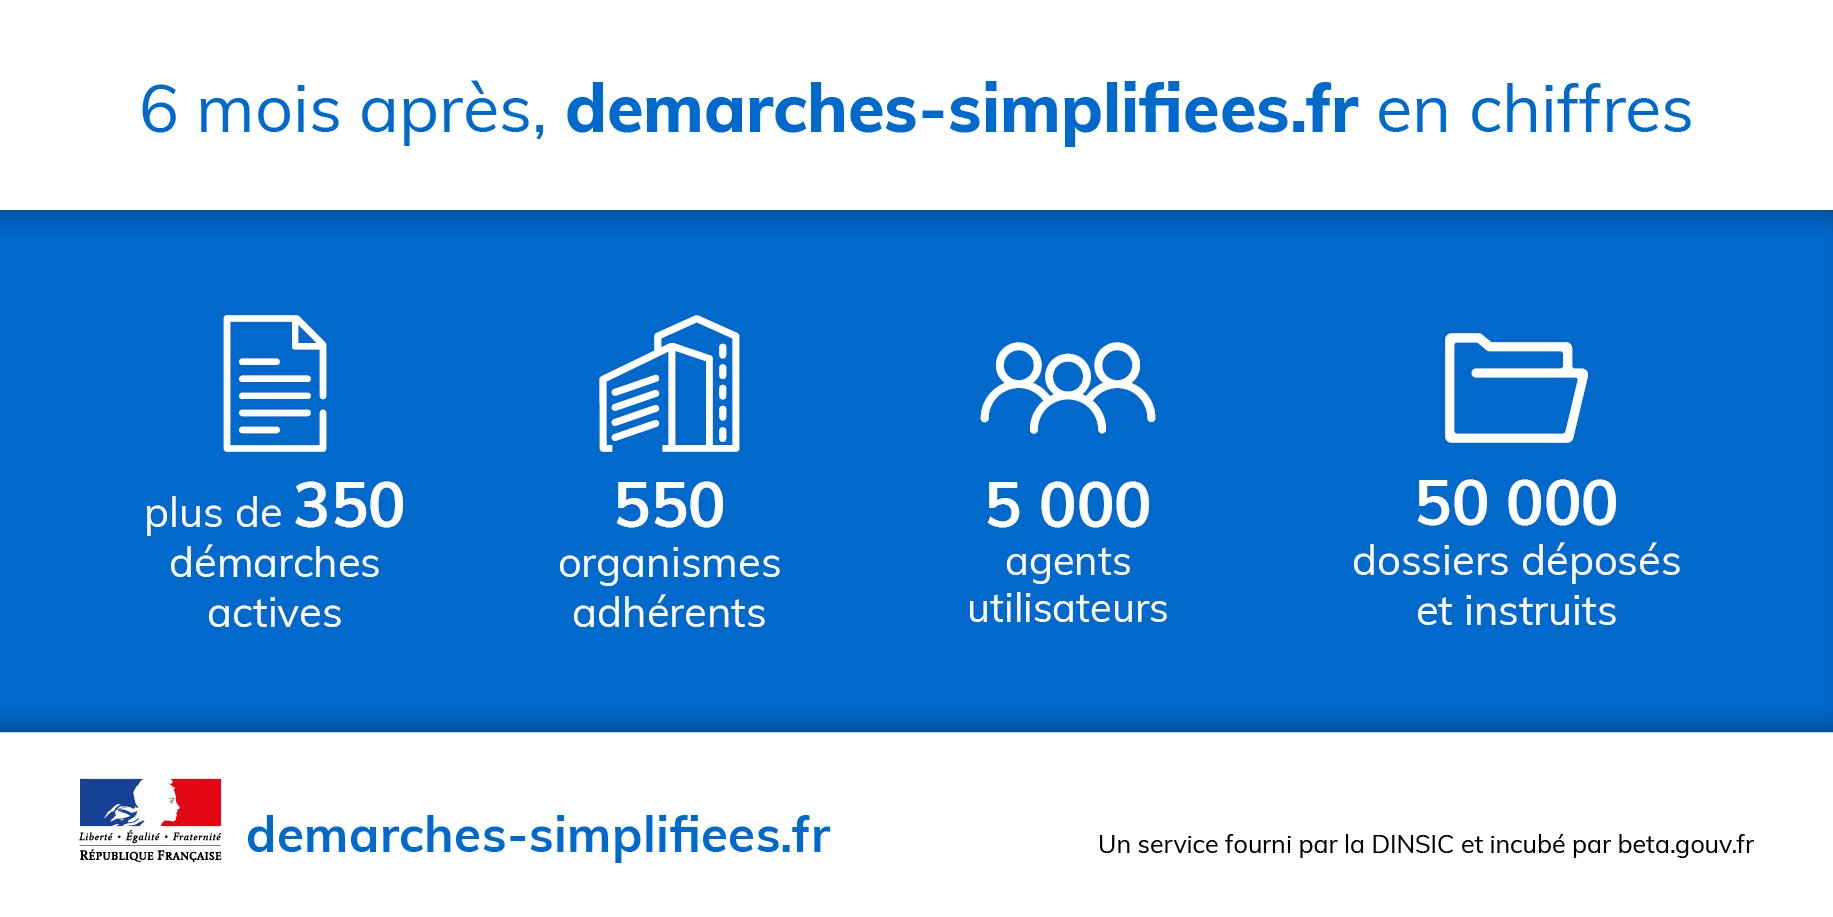 6 mois après, demarches-simplifiees.fr en chiffres
plus de 350
démarches
actives
550
organismes
adhérents
5 000
agents
utilisateurs
50 000
dossiers déposés
et instruits
Liberté • Égalité • Fraternité
RÉPUBLIQUE FRANÇAISE
demarches-simplifiees.fr
Un service fourni par la DINSIC et incubé par beta.gouv.fr